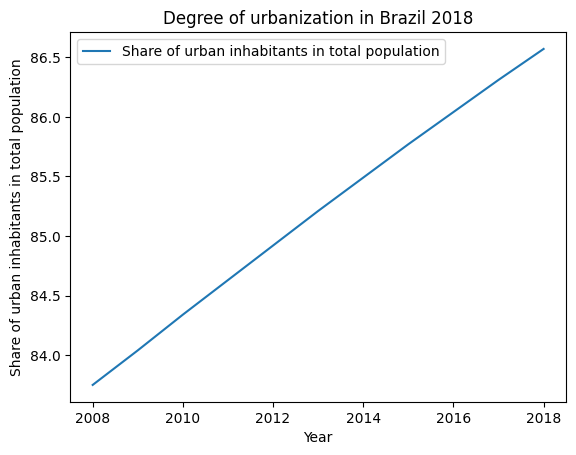 Degree of urbanization in Brazil 2018
Share of urban inhabitants in total population
Share of urban inhabitants in total population
86.5
86.0
85.5
85.0
84.5
84.0
2008 2010 2012 2014 2016 2018
Year